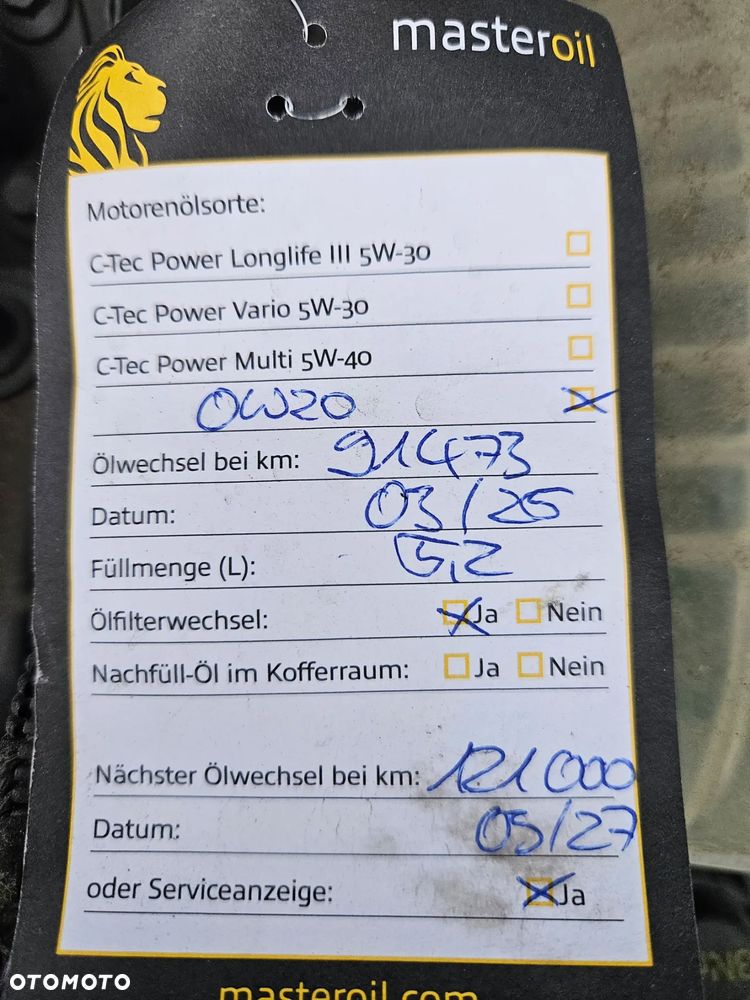 masteroil
Motorenölsorte:
C-Tec Power Longlife III 5W-30
C-Tec Power Vario 5W-30
C-Tec Power Multi 5W-40
0W20
Ölwechsel bei km: 91473
Datum: 03/25
Füllmenge (L): 5,2
Ölfilterwechsel: Ja Nein
Nachfüll-Öl im Kofferraum: Ja Nein
Nächster Ölwechsel bei km: 121000
Datum: 05/27
oder Serviceanzeige: Ja
masteroil.com
OTOMOTO